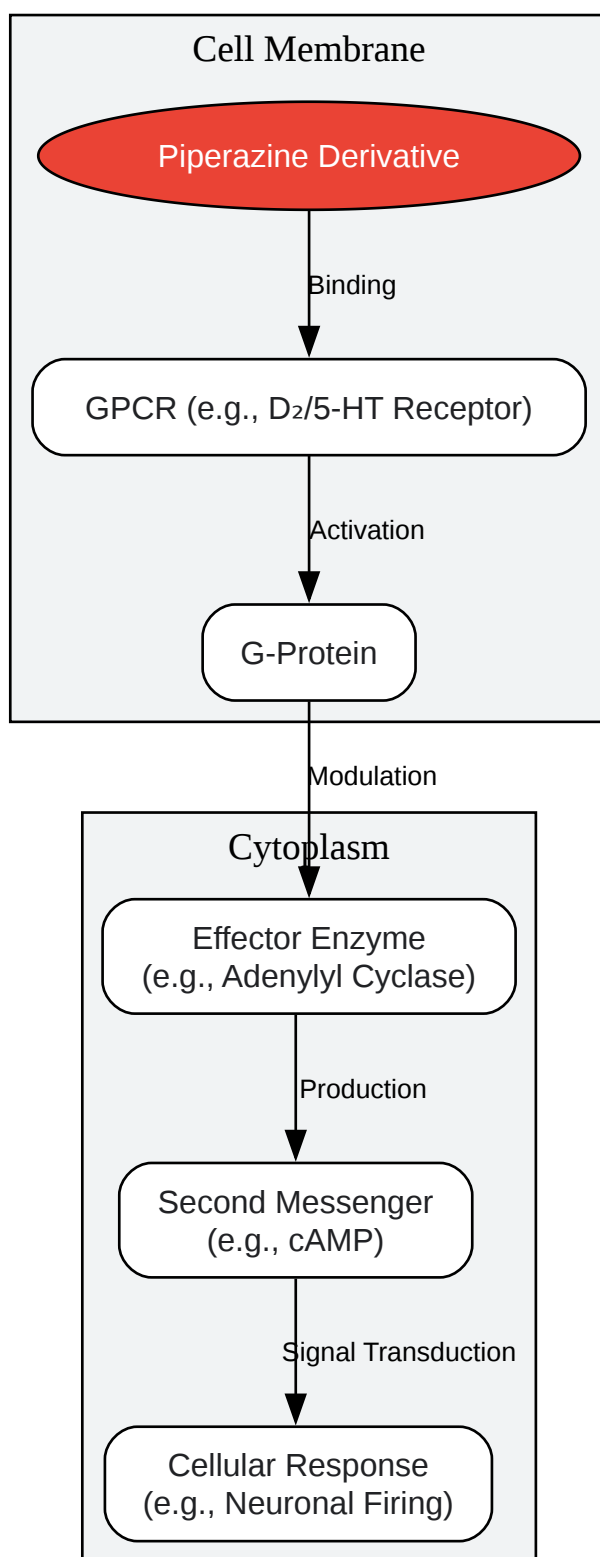 Cell Membrane
Piperazine Derivative
Binding
GPCR (e.g., D₂/5-HT Receptor)
Activation
G-Protein
Modulation
Cytoplasm
Effector Enzyme
(e.g., Adenylyl Cyclase)
Production
Second Messenger
(e.g., cAMP)
Signal Transduction
Cellular Response
(e.g., Neuronal Firing)